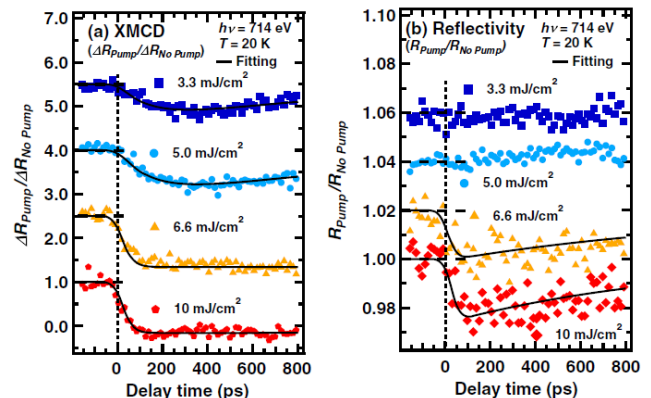 (a) XMCD
(ΔR_Pump/ΔR_No Pump)
hν = 714 eV
T = 20 K
Fitting
3.3 mJ/cm²
5.0 mJ/cm²
6.6 mJ/cm²
10 mJ/cm²
ΔR_Pump/ΔR_No Pump
6.0
5.0
4.0
3.0
2.0
1.0
0.0
0 200 400 600 800
Delay time (ps)
(b) Reflectivity
(R_Pump/R_No Pump)
hν = 714 eV
T = 20 K
Fitting
3.3 mJ/cm²
5.0 mJ/cm²
6.6 mJ/cm²
10 mJ/cm²
R_Pump/R_No Pump
1.10
1.08
1.06
1.04
1.02
1.00
0.98
0 200 400 600 800
Delay time (ps)